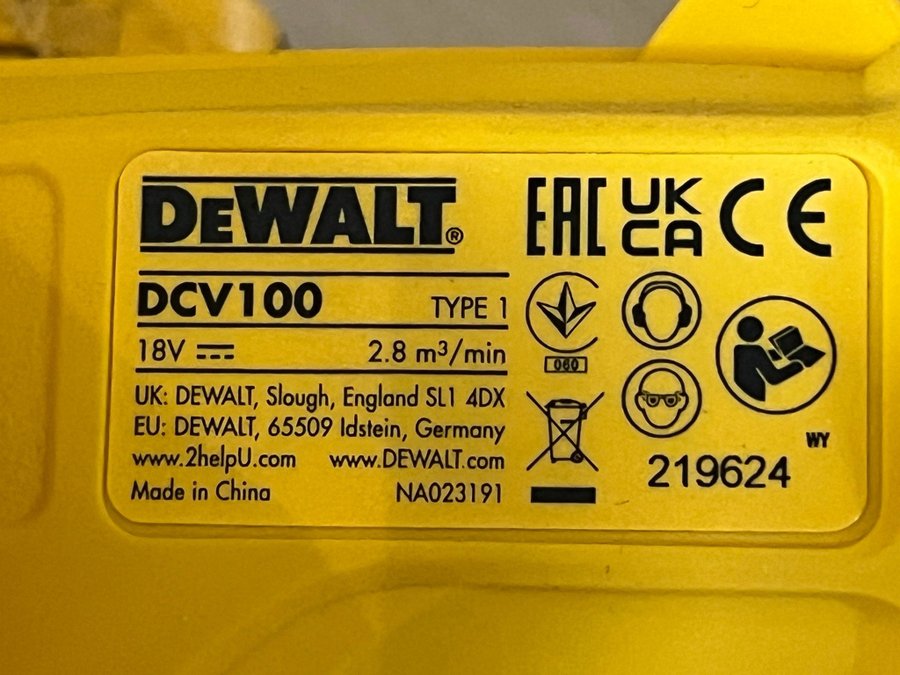 DEWALT®
EAC UK CA CE
DCV100 TYPE 1
18V ⎓ 2.8 m³/min
060
UK: DEWALT, Slough, England SL1 4DX
EU: DEWALT, 65509 Idstein, Germany
www.2helpU.com www.DEWALT.com
Made in China NA023191
WY
219624